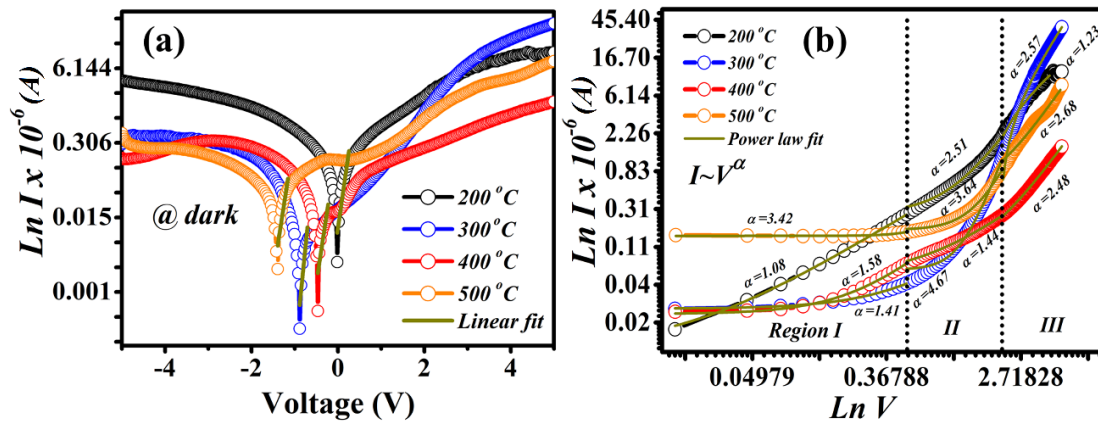 (a)
Ln I x 10⁻⁶ (A)
6.144
0.306
0.015
0.001
@ dark
200 °C
300 °C
400 °C
500 °C
Linear fit
-4
-2
0
2
4
Voltage (V)
(b)
Ln I x 10⁻⁶ (A)
45.40
16.70
6.14
2.26
0.83
0.31
0.11
0.04
0.02
200 °C
300 °C
400 °C
500 °C
Power law fit
I~V^α
α=2.57
α=1.23
α=2.68
α=2.51
α=3.64
α=2.48
α=3.42
α=1.44
α=1.08
α=1.58
α=4.67
α=1.41
Region I
II
III
0.04979
0.36788
2.71828
Ln V